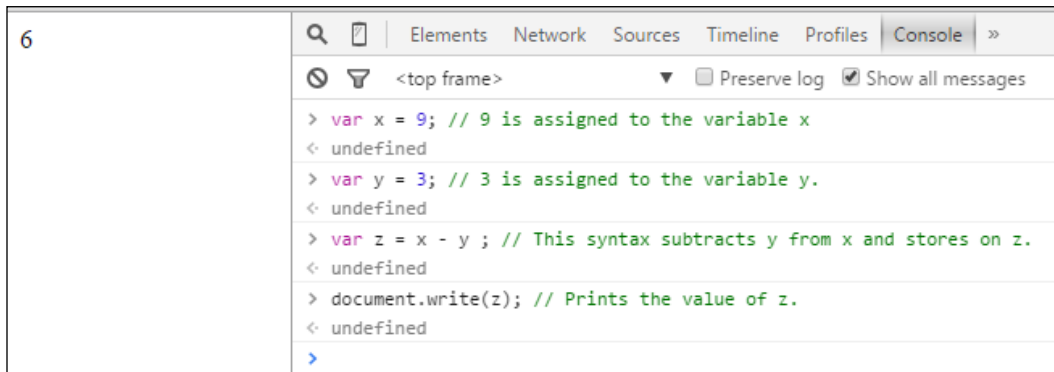 6
Elements Network Sources Timeline Profiles Console »
<top frame> ▼ Preserve log Show all messages
> var x = 9; // 9 is assigned to the variable x
< undefined
> var y = 3; // 3 is assigned to the variable y.
< undefined
> var z = x - y ; // This syntax subtracts y from x and stores on z.
< undefined
> document.write(z); // Prints the value of z.
< undefined
>